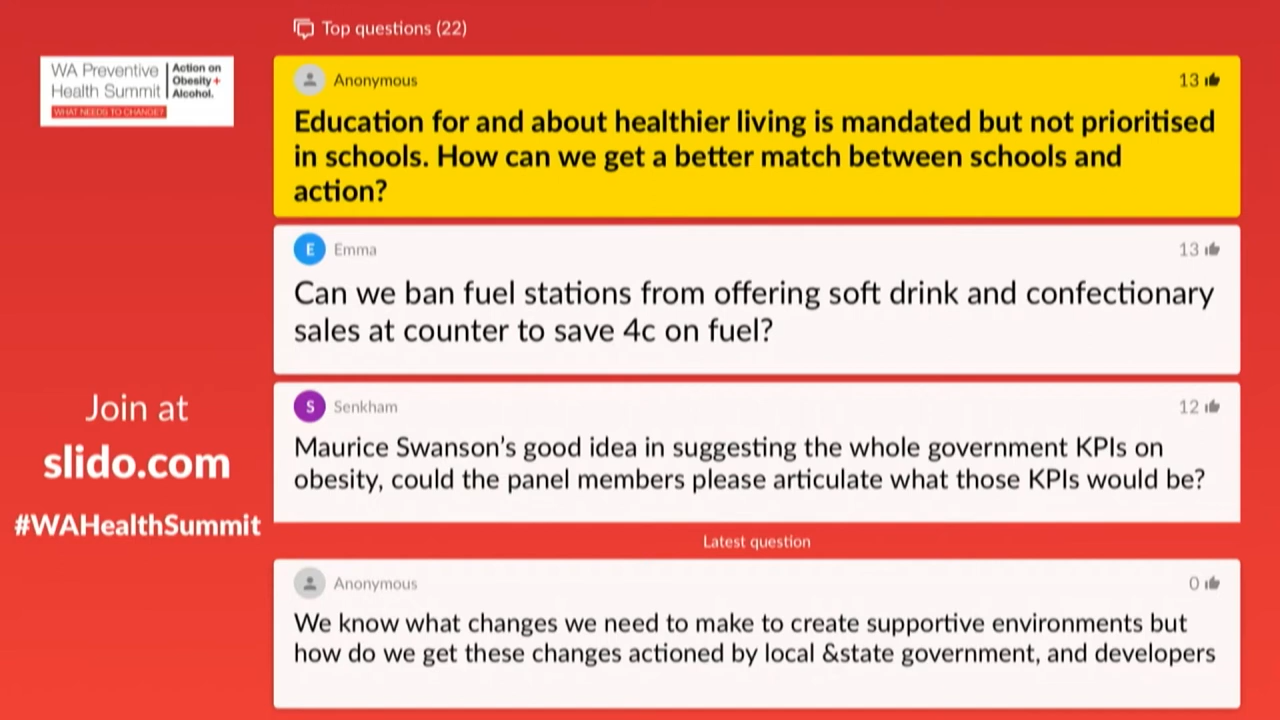 Top questions (22)
WA Preventive
Health Summit
Action on
Obesity+
Alcohol.
WHAT NEEDS TO CHANGE?
Anonymous
13
Education for and about healthier living is mandated but not prioritised
in schools. How can we get a better match between schools and
action?
E
Emma
13
Can we ban fuel stations from offering soft drink and confectionary
sales at counter to save 4c on fuel?
S
Senkham
12
Maurice Swanson's good idea in suggesting the whole government KPIs on
obesity, could the panel members please articulate what those KPIs would be?
Join at
slido.com
#WAHealthSummit
Latest question
Anonymous
0
We know what changes we need to make to create supportive environments but
how do we get these changes actioned by local &state government, and developers